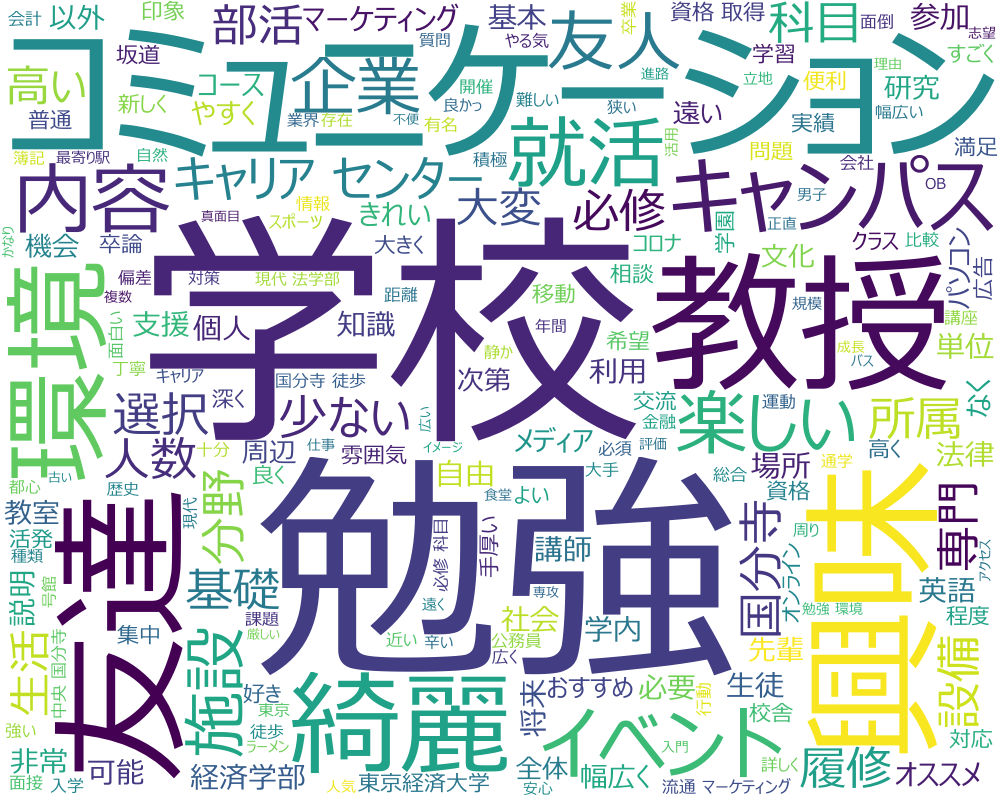 会計
以外
印象
部活
マーケティング
基本
資格 取得
面倒
卒業
科目
参加
志望
コミュニケーション
坂道
質問
やる気
友人
学習
すごく
高い
コース
企業
開催
進路
立地
便利
理由
研究
新しく
やすく
良かっ
難しい
狭い
遠い
幅広い
普通
業界
存在
不便
有名
就活
活用
実績
満足
簿記
最寄り駅
自然
積極
問題
会社
OB
内容
キャリア センター
情報
男子
キャンパス
真面目
スポーツ
きれい
大変
必修
学園
正直
かなり
機会
卒論
大きく
コロナ
文化
クラス
比較
パソコン
広告
偏差
対策
現代 法学部
相談
環境
複数
学校
距離
移動
教授
規模
面白い
支援
個人
知識
年間
希望
講座
単位
丁寧
静か
成長
キャリア
国分寺 徒歩
次第
利用
バス
選択
深く
少ない
広い
交流
金融
楽しい
運動
所属
なく
人数
十分
仕事
イメージ
メディア
必須
評価
周辺
雰囲気
自由
大手
場所
高く
法律
都心
古い
歴史
良く
食堂
よい
総合
通学
資格
分野
現代
教室
友達
勉強
必修 科目
手厚い
講師
国分寺
周り
興味
専門
アクセス
活発
種類
オンライン
基礎
遠く
専攻
英語
説明
号館
課題
社会
勉強 環境
程度
集中
厳しい
近い
辛い
公務員
学内
生活
中央 国分寺
施設
広く
先輩
設備
好き
綺麗
将来
おすすめ
必要
行動
生徒
強い
東京
校舎
徒歩
イベント
対応
非常
ラーメン
入門
詳しく
面接
可能
経済学部
全体
幅広く
履修
オススメ
入学
人気
東京経済大学
安心
流通 マーケティング